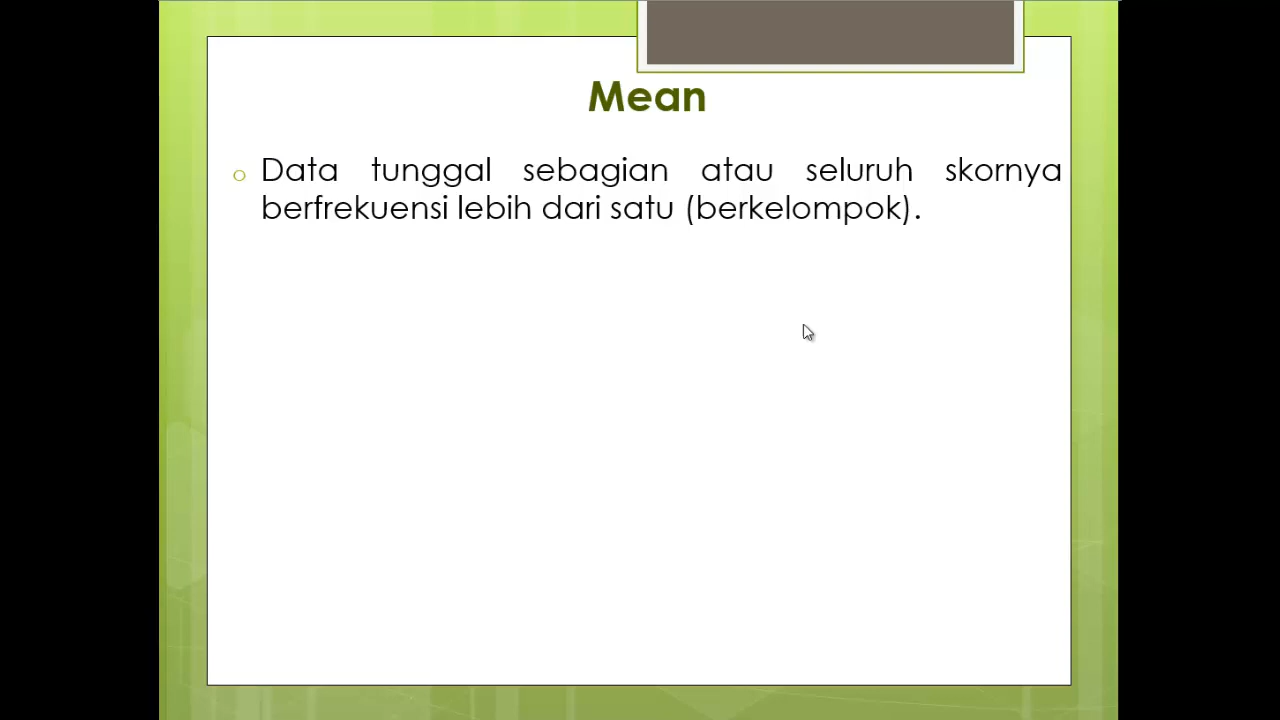 Mean
Data tunggal sebagian atau seluruh skornya
berfrekuensi lebih dari satu (berkelompok).